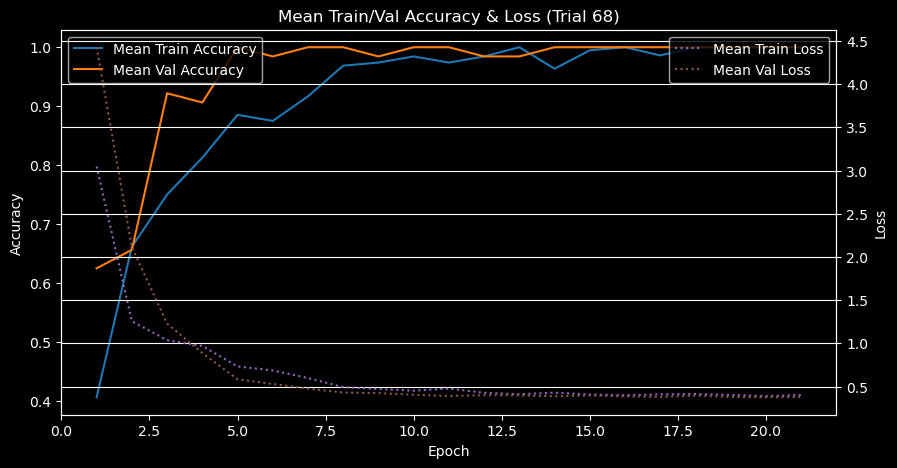 Mean Train/Val Accuracy & Loss (Trial 68)
Mean Train Accuracy
Mean Val Accuracy
Mean Train Loss
Mean Val Loss
1.0
0.9
0.8
0.7
0.6
0.5
0.4
Accuracy
4.5
4.0
3.5
3.0
2.5
2.0
1.5
1.0
0.5
Loss
0.0 2.5 5.0 7.5 10.0 12.5 15.0 17.5 20.0
Epoch